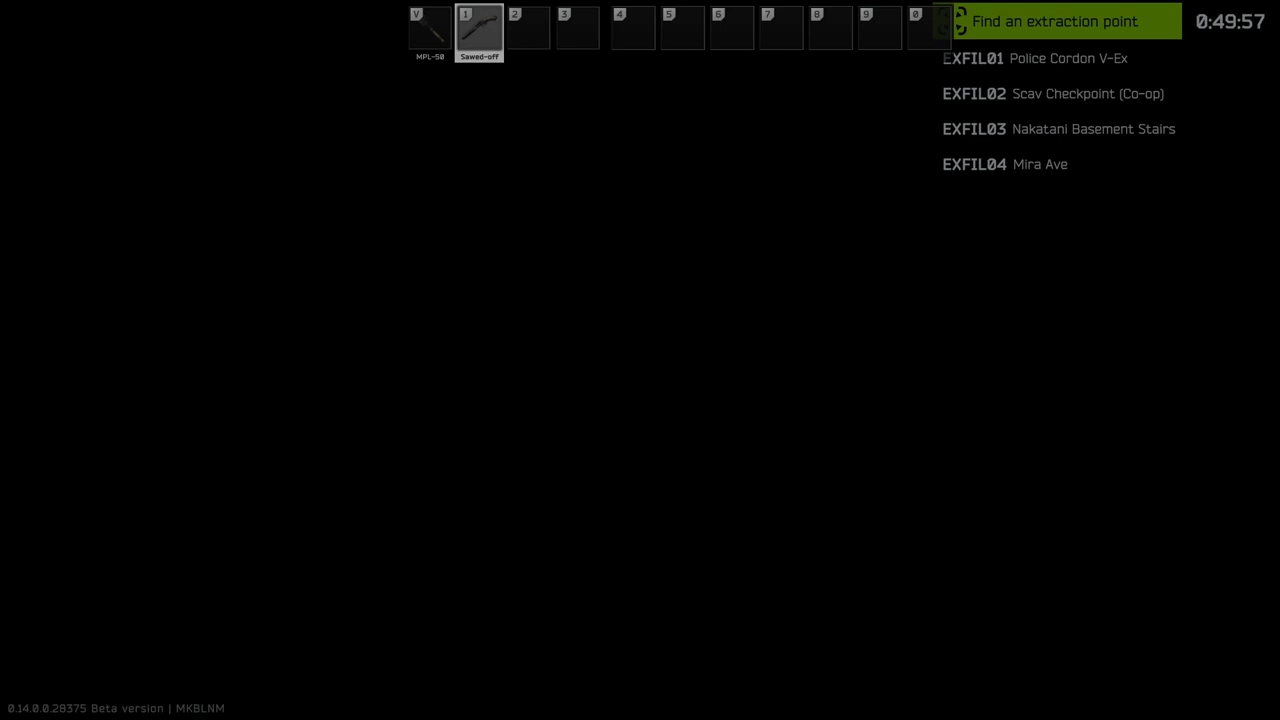 V 1 2 3 4 5 6 7 8 9 0
MPL-50 Sawed-off
Find an extraction point 0:49:57
EXFIL01 Police Cordon V-Ex
EXFIL02 Scav Checkpoint (Co-op)
EXFIL03 Nakatani Basement Stairs
EXFIL04 Mira Ave
0.14.0.0.28375 Beta version | MKBLNM